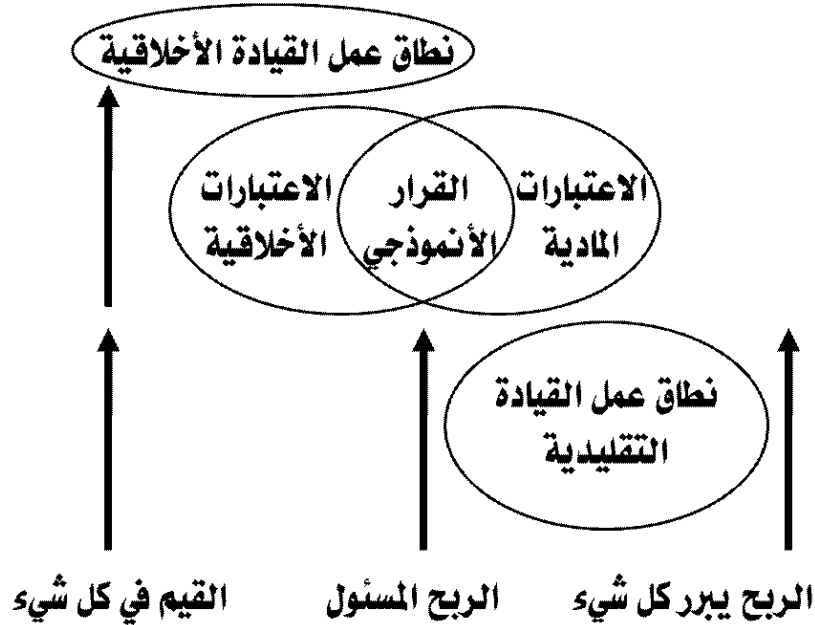 نطاق عمل القيادة الأخلاقية
الاعتبارات
المادية
القرار
الأنموذجي
الاعتبارات
الأخلاقية
نطاق عمل القيادة
التقليدية
الربح يبرر كل شيء
الربح المسئول
القيم في كل شيء